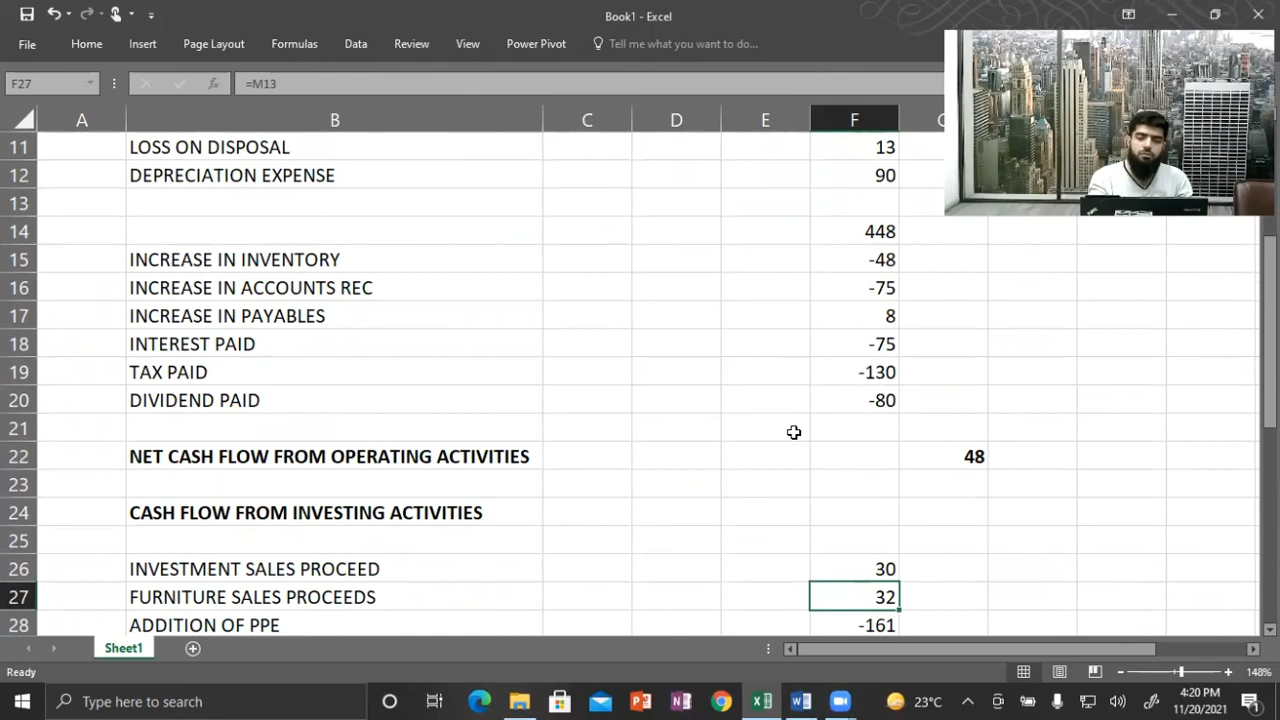 Book1 - Excel
File Home Insert Page Layout Formulas Data Review View Power Pivot Tell me what you want to do...
F27 fx =M13
A B C D E F
11 LOSS ON DISPOSAL 13
12 DEPRECIATION EXPENSE 90
13
14 448
15 INCREASE IN INVENTORY -48
16 INCREASE IN ACCOUNTS REC -75
17 INCREASE IN PAYABLES 8
18 INTEREST PAID -75
19 TAX PAID -130
20 DIVIDEND PAID -80
21
22 NET CASH FLOW FROM OPERATING ACTIVITIES 48
23
24 CASH FLOW FROM INVESTING ACTIVITIES
25
26 INVESTMENT SALES PROCEED 30
27 FURNITURE SALES PROCEEDS 32
28 ADDITION OF PPE -161
Sheet1
Ready 148%
Type here to search 23°C 4:20 PM
11/20/2021